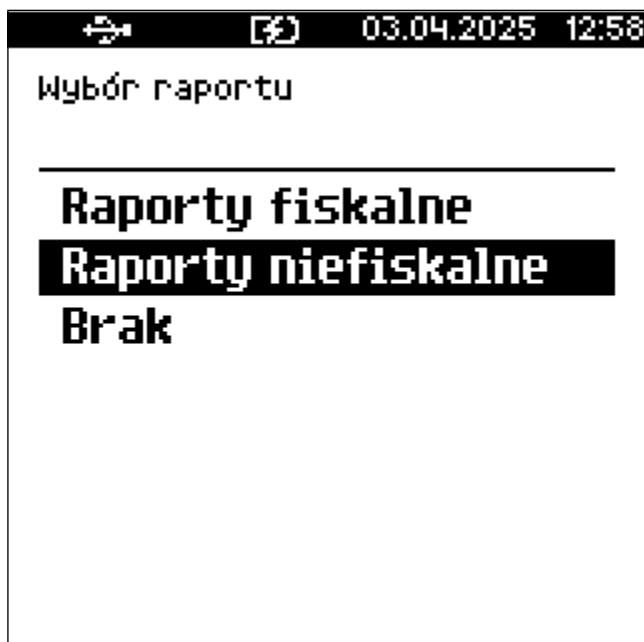 03.04.2025 12:58
Wybór raportu
Raporty fiskalne
Raporty niefiskalne
Brak